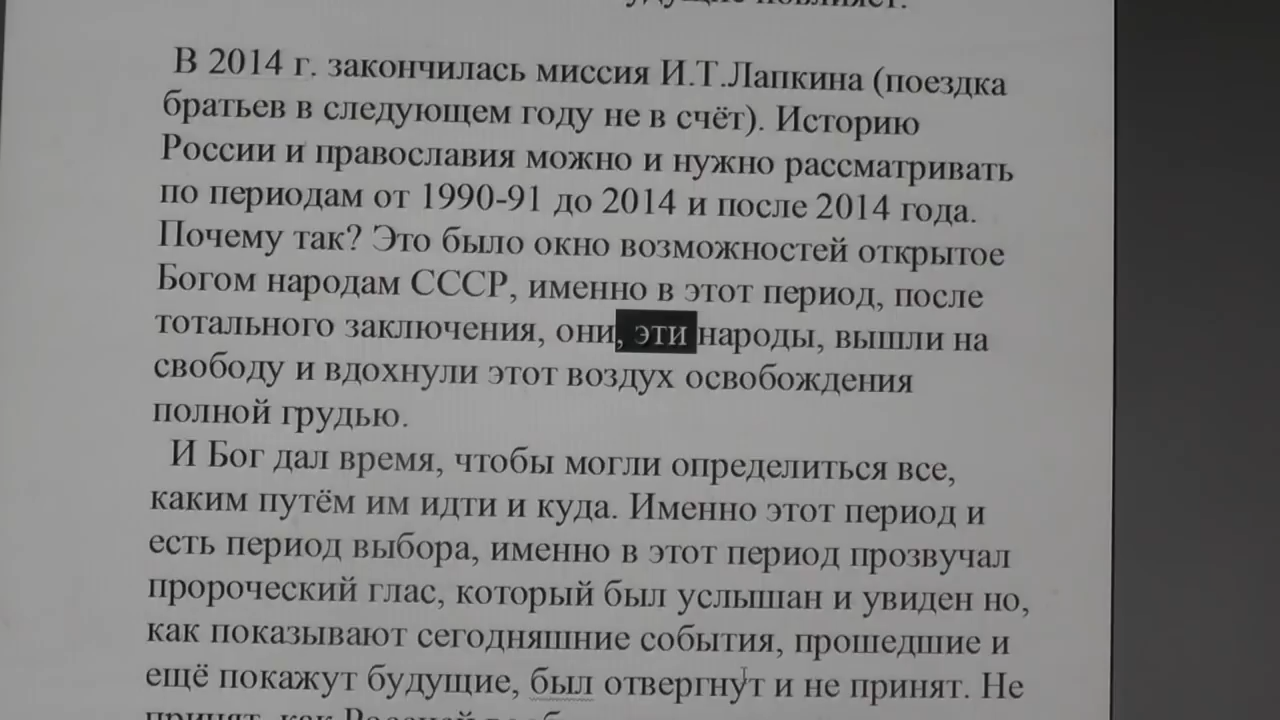 повлияет.
В 2014 г. закончилась миссия И.Т.Лапкина (поездка
братьев в следующем году не в счёт). Историю
России и православия можно и нужно рассматривать
по периодам от 1990-91 до 2014 и после 2014 года.
Почему так? Это было окно возможностей открытое
Богом народам СССР, именно в этот период, после
тотального заключения, они, эти народы, вышли на
свободу и вдохнули этот воздух освобождения
полной грудью.
И Бог дал время, чтобы могли определиться все,
каким путём им идти и куда. Именно этот период и
есть период выбора, именно в этот период прозвучал
пророческий глас, который был услышан и увиден но,
как показывают сегодняшние события, прошедшие и
ещё покажут будущие, был отвергнут и не принят. Не